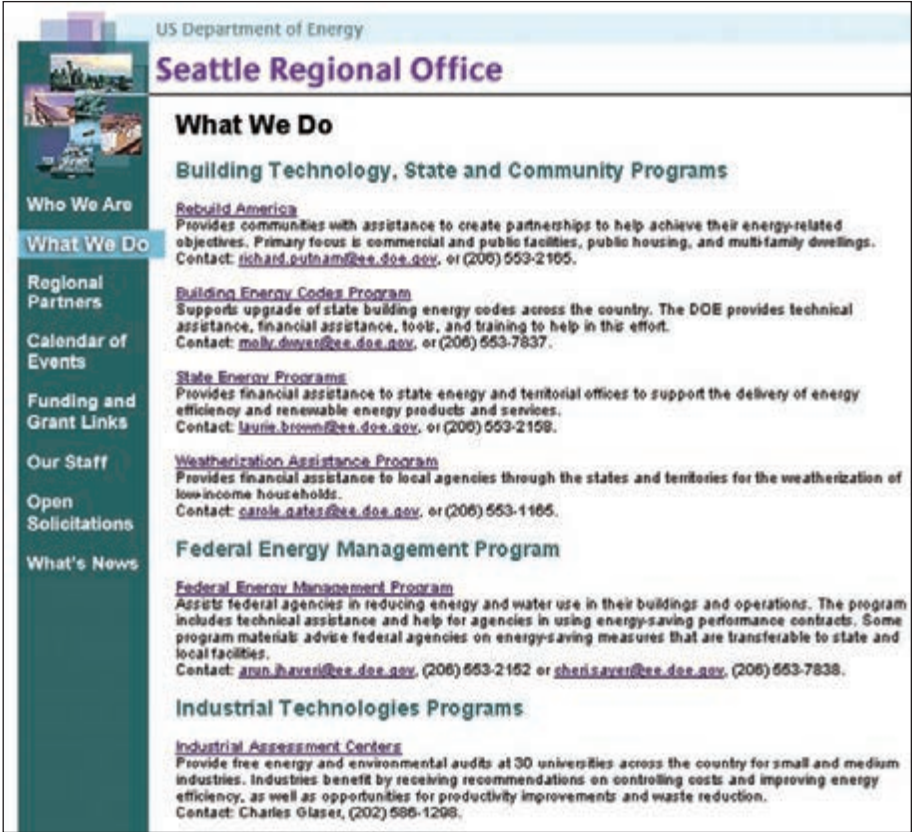 US Department of Energy
Seattle Regional Office
What We Do
Building Technology, State and Community Programs
Rebuild America
Provides communities with assistance to create partnerships to help achieve their energy-related
objectives. Primary focus is commercial and public facilities, public housing, and multi-family dwellings.
Contact: richard.putnam@ee.doe.gov, or (206) 553-2165.
Building Energy Codes Program
Supports upgrade of state building energy codes across the country. The DOE provides technical
assistance, financial assistance, tools, and training to help in this effort.
Contact: molly.dwyer@ee.doe.gov, or (206) 553-7837.
State Energy Programs
Provides financial assistance to state energy and territorial offices to support the delivery of energy
efficiency and renewable energy products and services.
Contact: laurie.brown@ee.doe.gov, or (206) 553-2158.
Weatherization Assistance Program
Provides financial assistance to local agencies through the states and territories for the weatherization of
low-income households.
Contact: carole.gates@ee.doe.gov, or (206) 553-1165.
Federal Energy Management Program
Federal Energy Management Program
Assists federal agencies in reducing energy and water use in their buildings and operations. The program
includes technical assistance and help for agencies in using energy-saving performance contracts. Some
program materials advise federal agencies on energy-saving measures that are transferable to state and
local facilities.
Contact: arun.jhaveri@ee.doe.gov, (206) 553-2152 or cheri.sayer@ee.doe.gov, (206) 553-7838.
Industrial Technologies Programs
Industrial Assessment Centers
Provide free energy and environmental audits at 30 universities across the country for small and medium
industries. Industries benefit by receiving recommendations on controlling costs and improving energy
efficiency, as well as opportunities for productivity improvements and waste reduction.
Contact: Charles Glaser, (202) 586-1298.
Who We Are
What We Do
Regional
Partners
Calendar of
Events
Funding and
Grant Links
Our Staff
Open
Solicitations
What's News